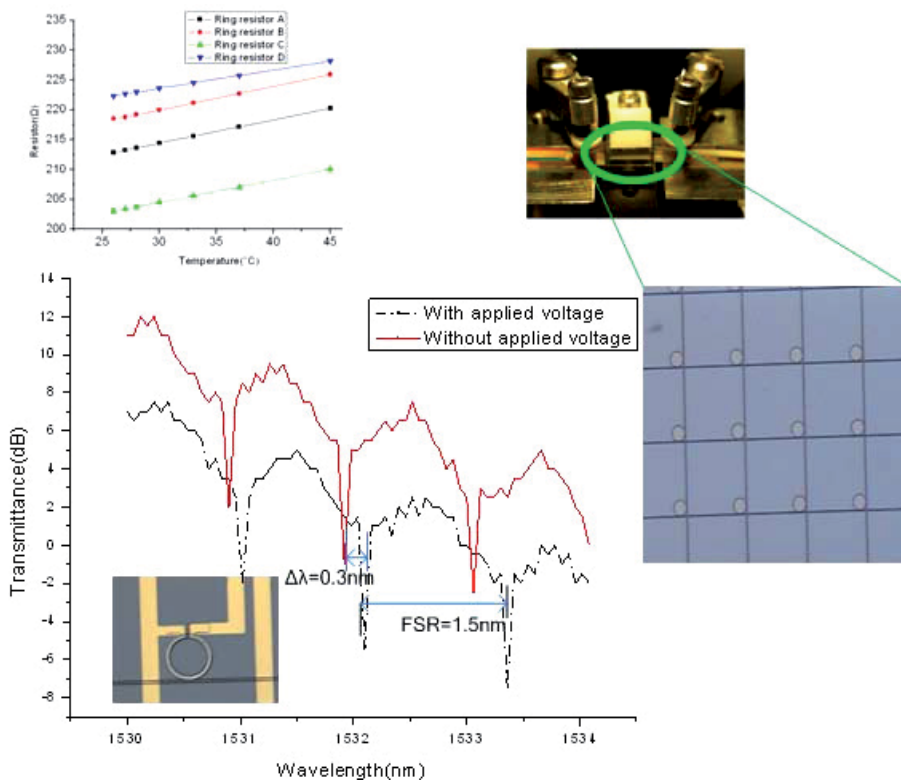 Ring resistor A
Ring resistor B
Ring resistor C
Ring resistor D
Resistor(Ω)
235
230
225
220
215
210
205
200
25
30
35
40
45
Temperature(°C)
With applied voltage
Without applied voltage
Transmittance(dB)
14
12
10
8
6
4
2
0
-2
-4
-6
-8
Δλ=0.3nm
FSR=1.5nm
1530
1531
1532
1533
1534
Wavelength(nm)